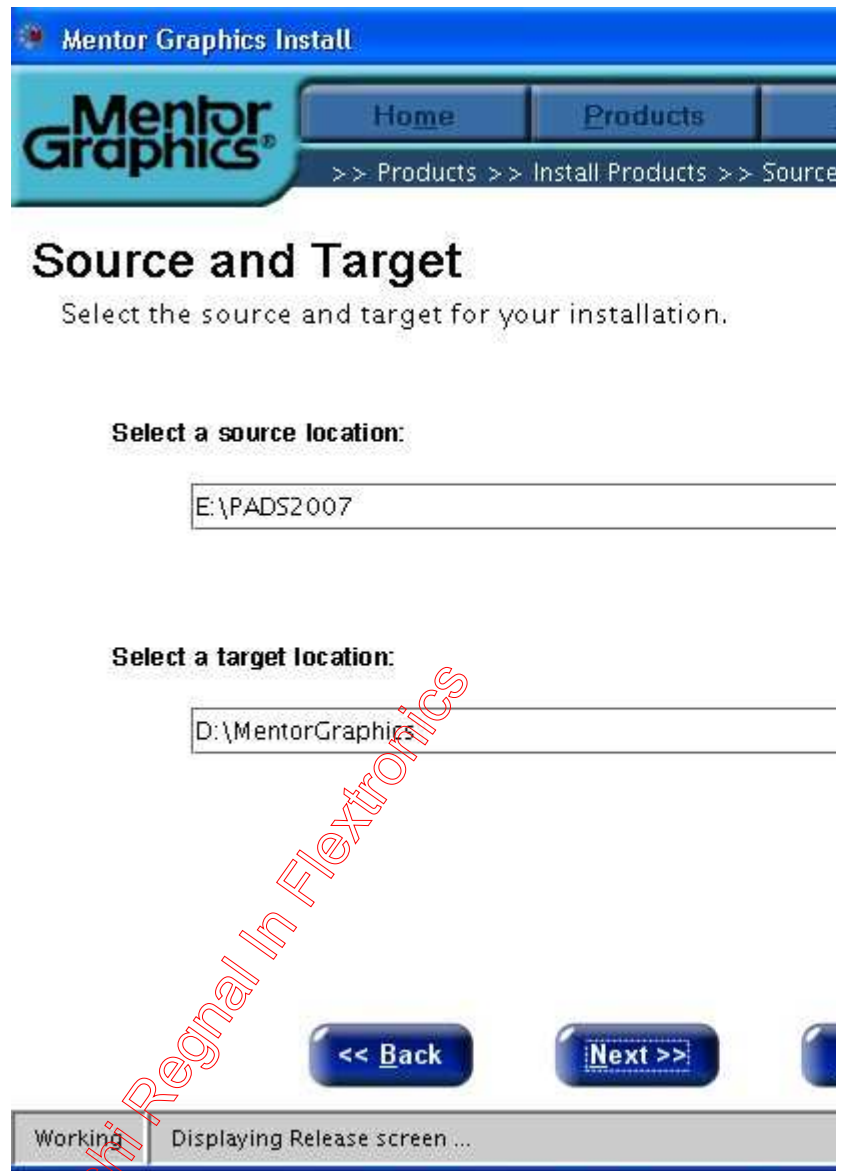 Mentor Graphics Install
Mentor
Graphics®
Home
Products
>> Products >> Install Products >> Source
Source and Target
Select the source and target for your installation.
Select a source location:
E:\PADS2007
Select a target location:
D:\MentorGraphics
Regnal In Flextronics
<< Back
Next >>
Working
Displaying Release screen ...